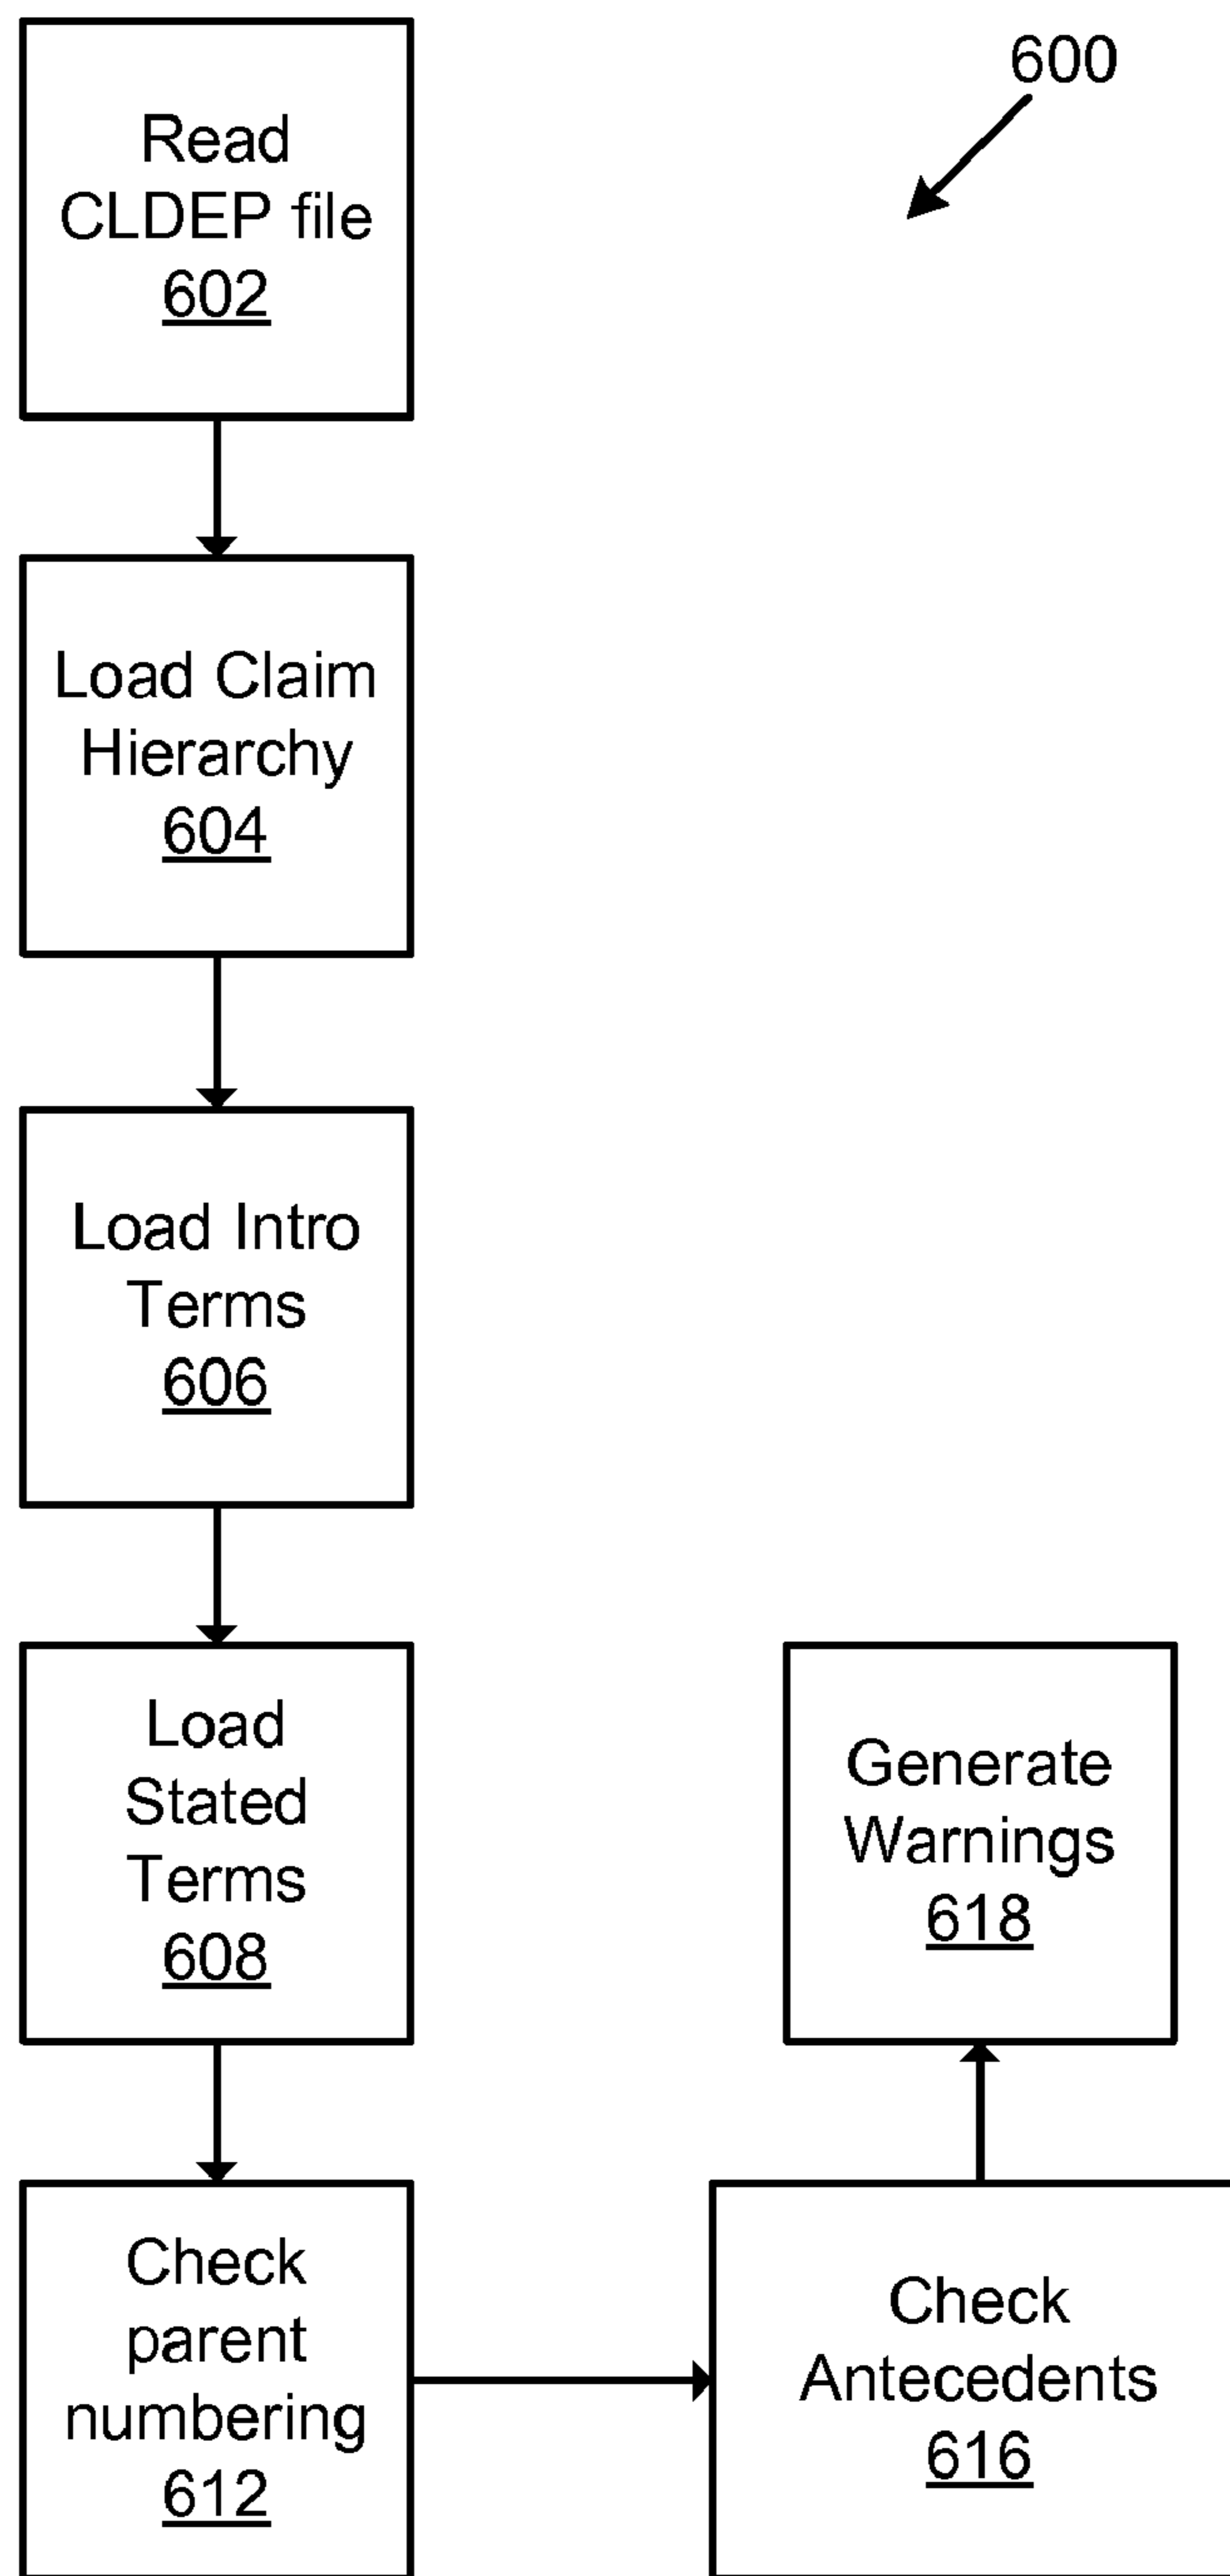 600
Read
CLDEP file
602
Load Claim
Hierarchy
604
Load Intro
Terms
606
Load
Stated
Terms
608
Check
parent
numbering
612
Check
Antecedents
616
Generate
Warnings
618